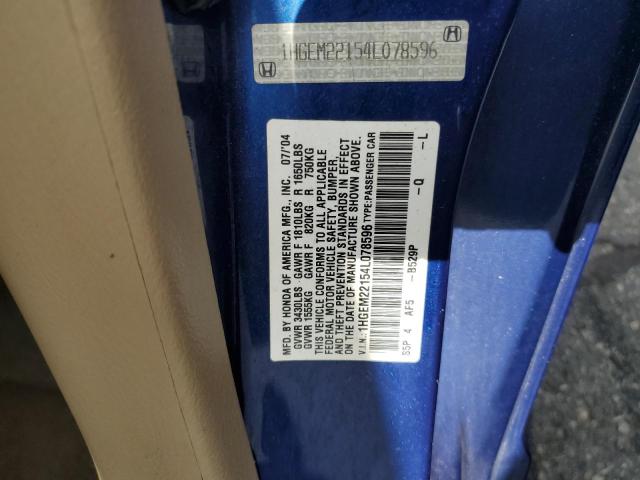 1HGEM22154L078596
MFD. BY HONDA OF AMERICA MFG., INC. 07/'04
GVWR 3430LBS GAWR F 1810LBS R 1650LBS
GVWR 1555KG GAWR F 820KG R 750KG
THIS VEHICLE CONFORMS TO ALL APPLICABLE
FEDERAL MOTOR VEHICLE SAFETY, BUMPER,
AND THEFT PREVENTION STANDARDS IN EFFECT
ON THE DATE OF MANUFACTURE SHOWN ABOVE.
V.I.N.: 1HGEM22154L078596 TYPE:PASSENGER CAR
S5P 4 AF5 -B529P -Q -L